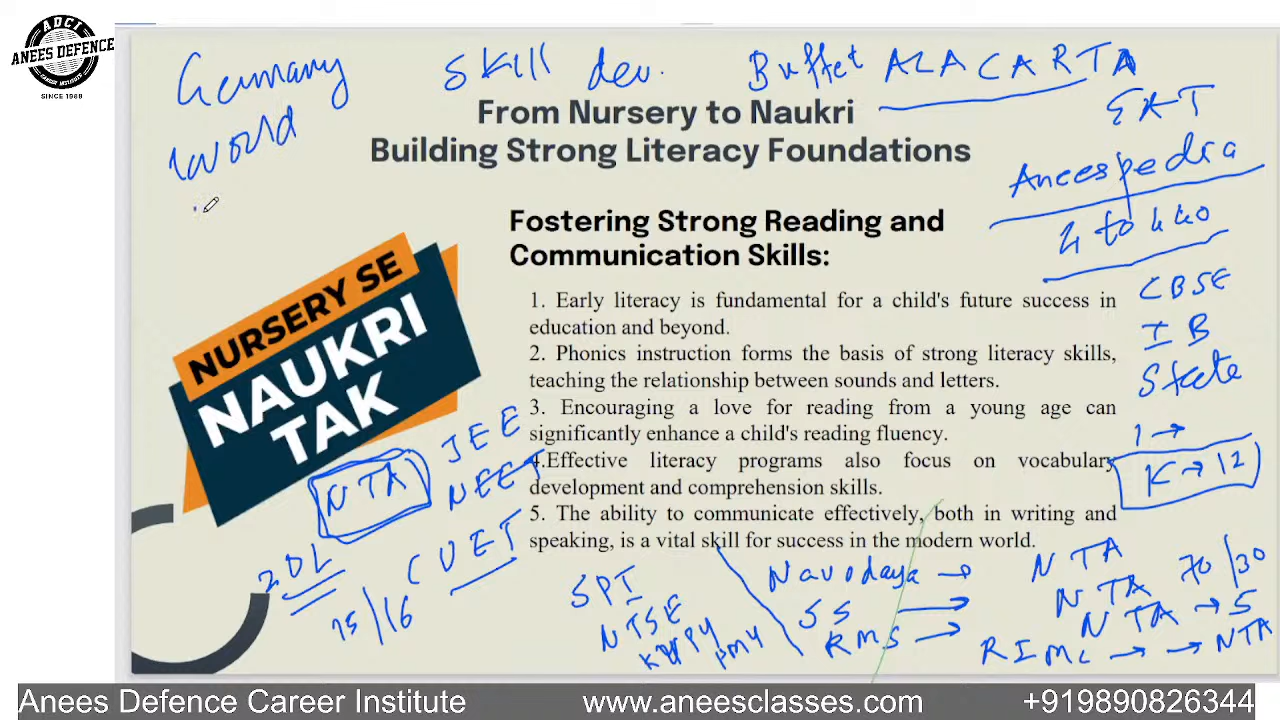 ADCI
ANEES DEFENCE
CAREER INSTITUTE
SINCE 1988
Germany
World
Skill dev.
Buffet ALACARTA
From Nursery to Naukri
Building Strong Literacy Foundations
Aneespedia
CBSE
IB
State
1 →
K → 12
Fostering Strong Reading and
Communication Skills:
1. Early literacy is fundamental for a child's future success in
education and beyond.
2. Phonics instruction forms the basis of strong literacy skills,
teaching the relationship between sounds and letters.
3. Encouraging a love for reading from a young age can
significantly enhance a child's reading fluency.
4.Effective literacy programs also focus on vocabulary
development and comprehension skills.
5. The ability to communicate effectively, both in writing and
speaking, is a vital skill for success in the modern world.
NURSERY SE
NAUKRI
TAK
NTA
JEE
NEET
CUET
15/16
SPI
NTSE
Navodaya → NTA
SS → NTA 70/30
RMS → NTA → 5
RIMC → → NTA
Anees Defence Career Institute
www.aneesclasses.com
+919890826344